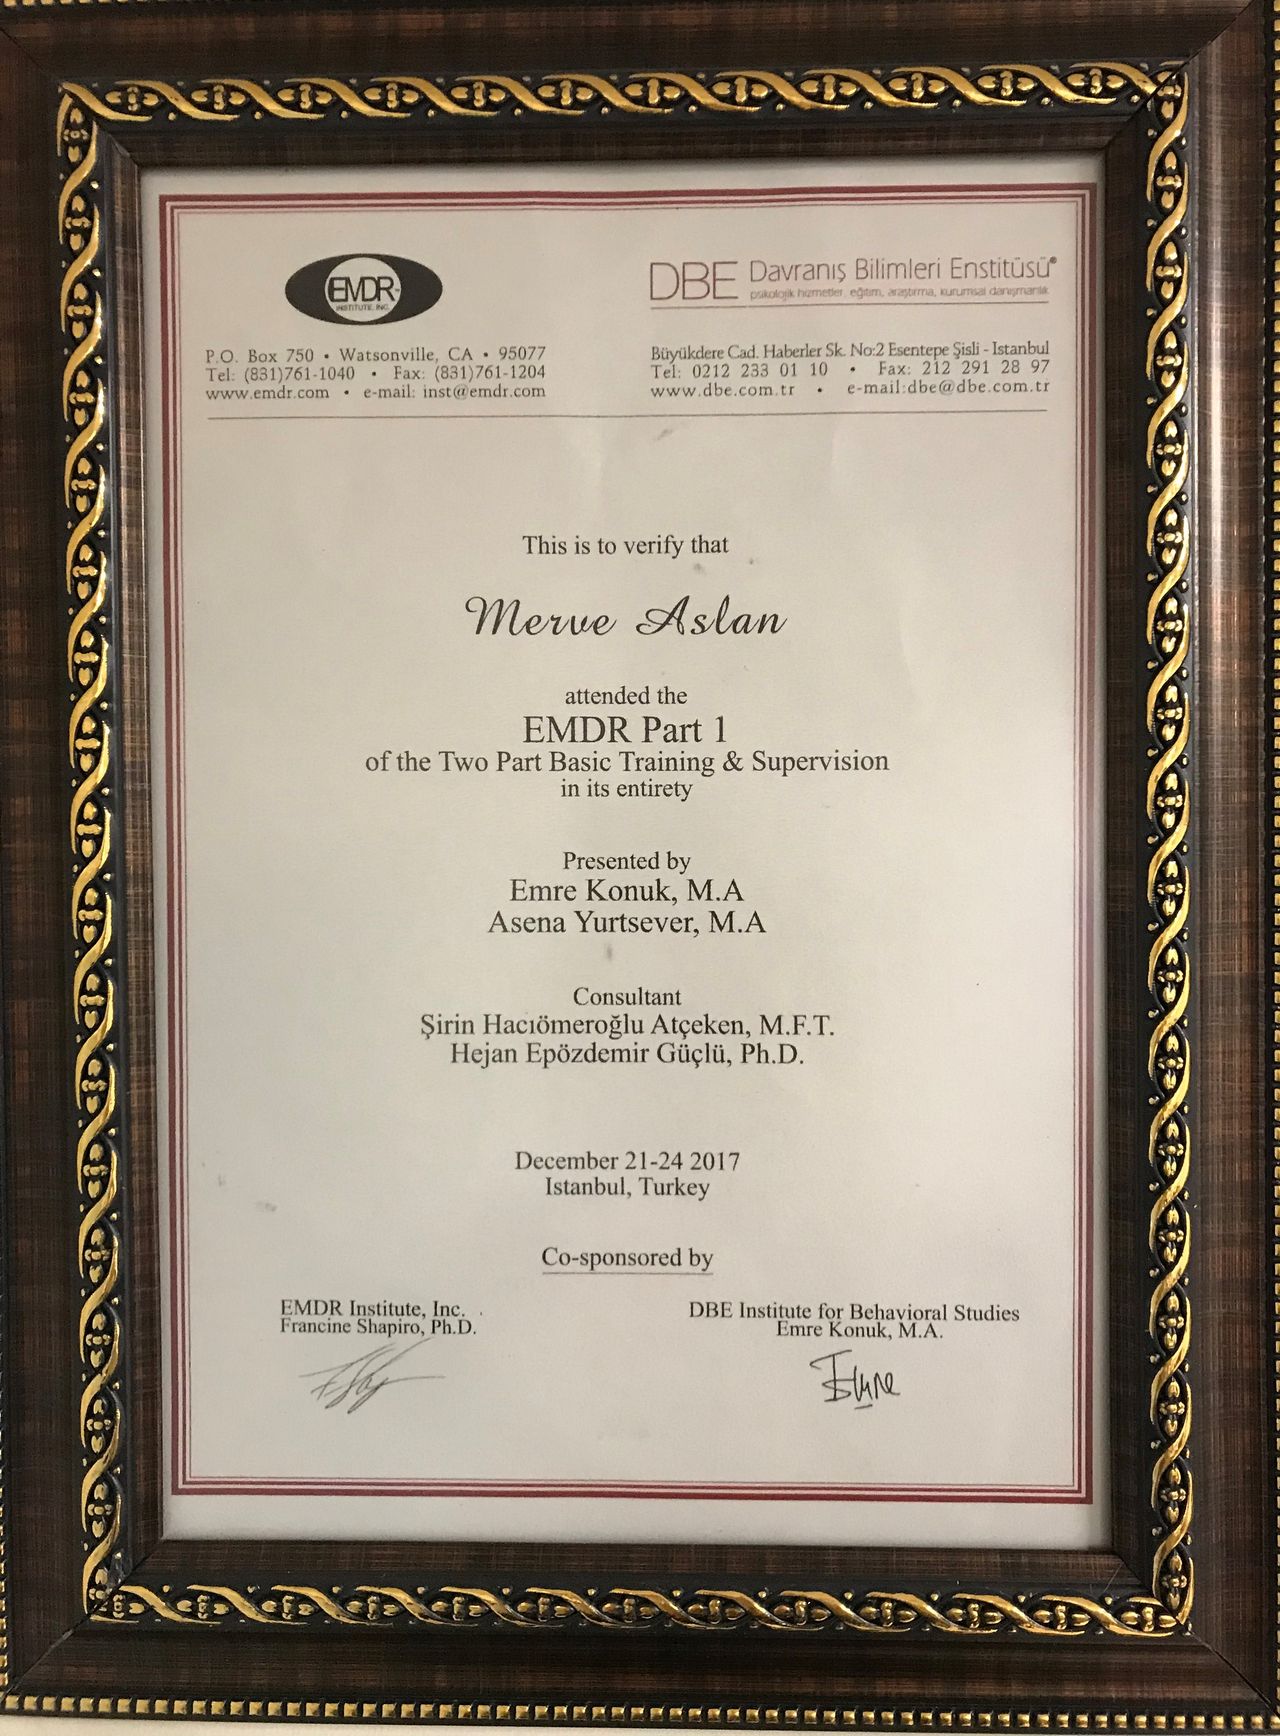 EMDR
INSTITUTE, INC.
P.O. Box 750 • Watsonville, CA • 95077
Tel: (831)761-1040 • Fax: (831)761-1204
www.emdr.com • e-mail: inst@emdr.com
DBE Davranış Bilimleri Enstitüsü®
psikolojik hizmetler, eğitim, araştırma, kurumsal danışmanlık
Büyükdere Cad. Haberler Sk. No:2 Esentepe Şisli - Istanbul
Tel: 0212 233 01 10 • Fax: 212 291 28 97
www.dbe.com.tr • e-mail:dbe@dbe.com.tr
This is to verify that
Merve Aslan
attended the
EMDR Part 1
of the Two Part Basic Training & Supervision
in its entirety
Presented by
Emre Konuk, M.A
Asena Yurtsever, M.A
Consultant
Şirin Hacıömeroğlu Atçeken, M.F.T.
Hejan Epözdemir Güçlü, Ph.D.
December 21-24 2017
Istanbul, Turkey
Co-sponsored by
EMDR Institute, Inc.
Francine Shapiro, Ph.D.
DBE Institute for Behavioral Studies
Emre Konuk, M.A.